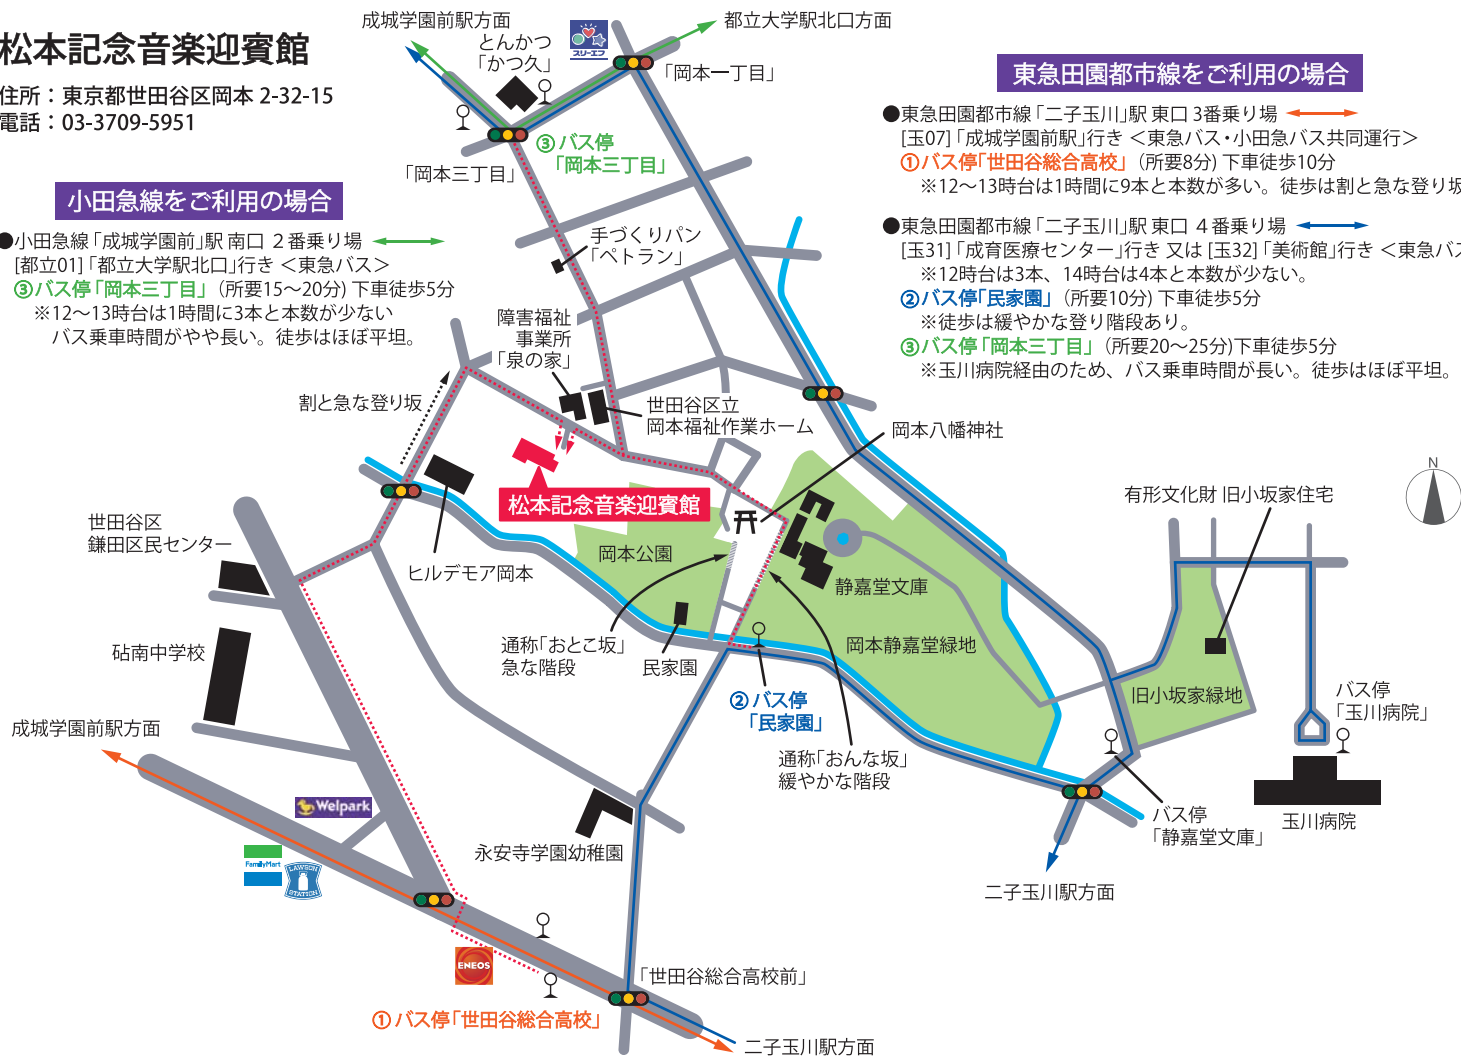 松本記念音楽迎賓館
住所：東京都世田谷区岡本 2-32-15
電話：03-3709-5951
小田急線をご利用の場合
●小田急線「成城学園前」駅 南口 2 番乗り場
[都立01]「都立大学駅北口」行き ＜東急バス＞
③バス停「岡本三丁目」（所要15～20分) 下車徒歩5分
※12～13時台は1時間に3本と本数が少ない
バス乗車時間がやや長い。徒歩はほぼ平坦。
東急田園都市線をご利用の場合
●東急田園都市線「二子玉川」駅 東口 3番乗り場
[玉07]「成城学園前駅」行き ＜東急バス・小田急バス共同運行＞
①バス停「世田谷総合高校」（所要8分) 下車徒歩10分
※12～13時台は1時間に9本と本数が多い。徒歩は割と急な登り坂
●東急田園都市線「二子玉川」駅 東口 4 番乗り場
[玉31]「成育医療センター」行き 又は [玉32]「美術館」行き ＜東急バ
※12時台は3本、14時台は4本と本数が少ない。
②バス停「民家園」（所要10分) 下車徒歩5分
※徒歩は緩やかな登り階段あり。
③バス停「岡本三丁目」（所要20～25分)下車徒歩5分
※玉川病院経由のため、バス乗車時間が長い。徒歩はほぼ平坦。
成城学園前駅方面
都立大学駅北口方面
とんかつ
「かつ久」
スリーエフ
「岡本一丁目」
③バス停
「岡本三丁目」
「岡本三丁目」
手づくりパン
「ペトラン」
障害福祉
事業所
「泉の家」
割と急な登り坂
世田谷区立
岡本福祉作業ホーム
岡本八幡神社
松本記念音楽迎賓館
N
有形文化財 旧小坂家住宅
世田谷区
鎌田区民センター
ヒルデモア岡本
岡本公園
静嘉堂文庫
砧南中学校
通称「おとこ坂」
急な階段
民家園
岡本静嘉堂緑地
旧小坂家緑地
バス停
「玉川病院」
②バス停
「民家園」
成城学園前駅方面
通称「おんな坂」
緩やかな階段
Welpark
バス停
「静嘉堂文庫」
玉川病院
FamilyMart
LAWSON
STATION
永安寺学園幼稚園
二子玉川駅方面
ENEOS
「世田谷総合高校前」
①バス停「世田谷総合高校」
二子玉川駅方面